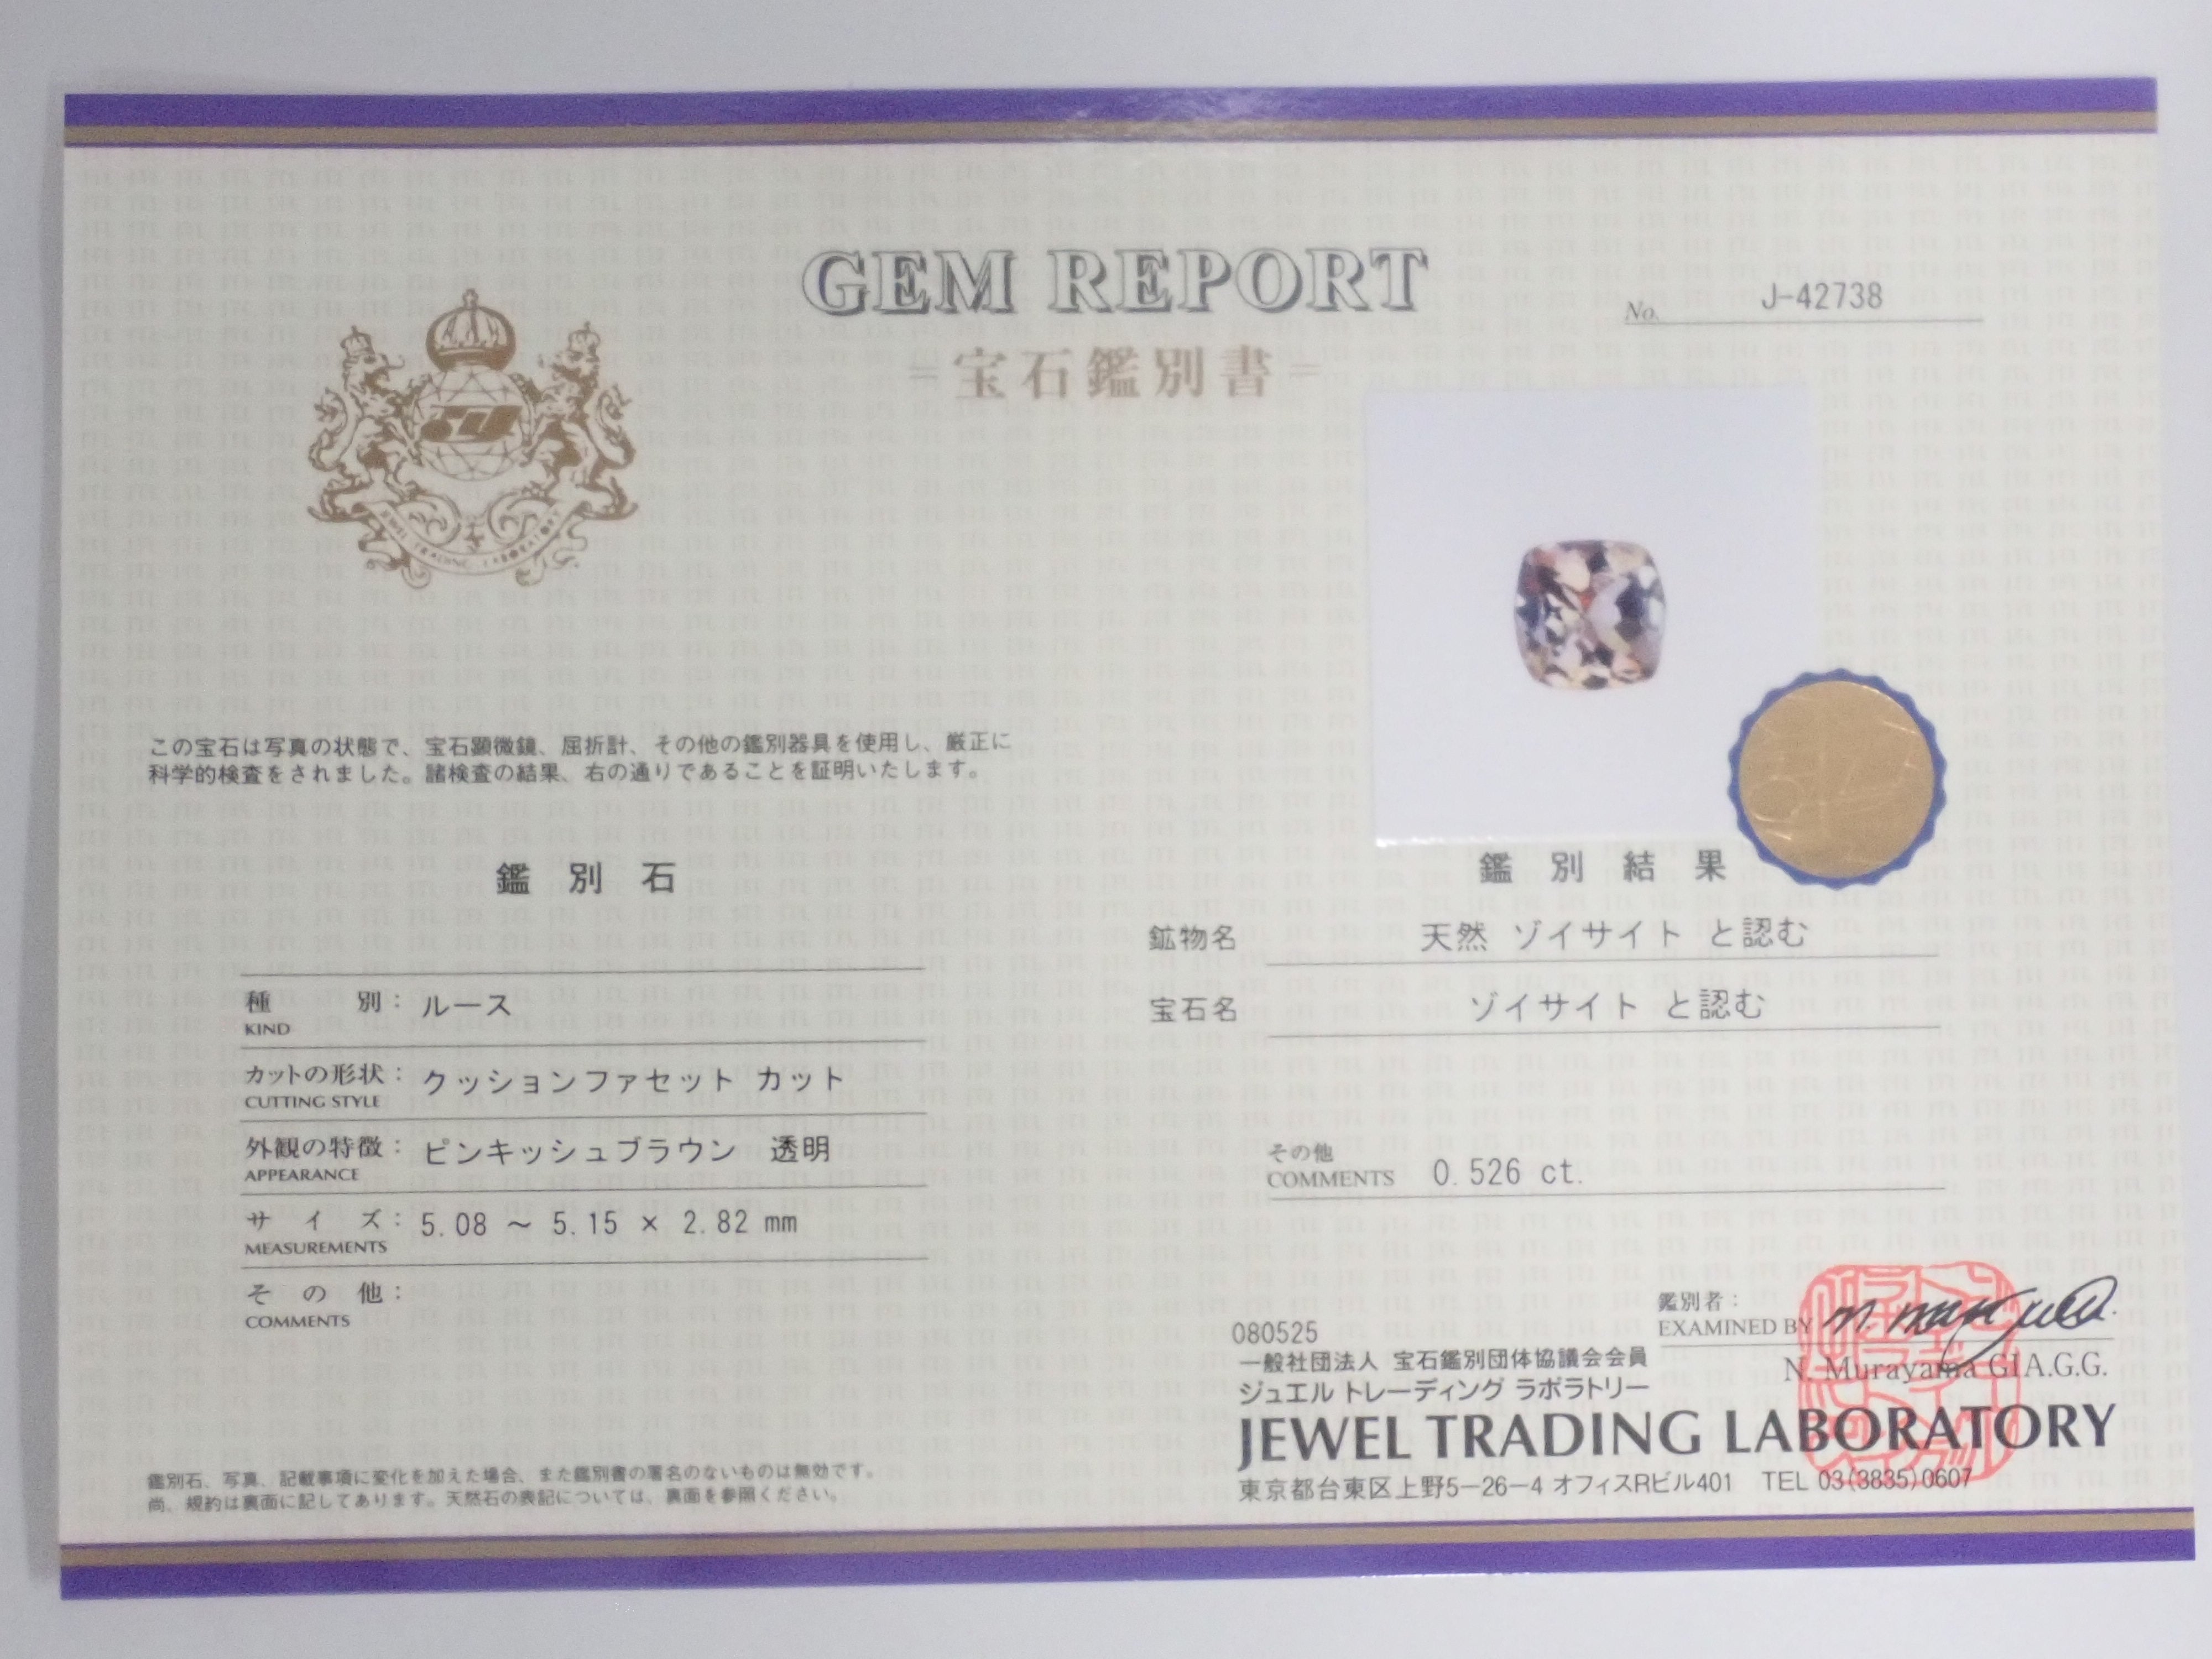 GEM REPORT
=宝石鑑別書=
No. J-42738
JEWEL TRADING LABORATORY
この宝石は写真の状態で、宝石顕微鏡、屈折計、その他の鑑別器具を使用し、厳正に
科学的検査をされました。諸検査の結果、右の通りであることを証明いたします。
鑑別石
種別: ルース
KIND
カットの形状: クッションファセット カット
CUTTING STYLE
外観の特徴: ピンキッシュブラウン 透明
APPEARANCE
サイズ: 5.08 ～ 5.15 × 2.82 mm
MEASUREMENTS
その他:
COMMENTS
鑑別石、写真、記載事項に変化を加えた場合、また鑑別書の署名のないものは無効です。
尚、規約は裏面に記してあります。天然石の表記については、裏面を参照ください。
鑑別結果
鉱物名 天然 ゾイサイト と認む
宝石名 ゾイサイト と認む
その他
COMMENTS 0.526 ct.
鑑別者:
EXAMINED BY
N. Murayama G.I.A.G.G.
080525
一般社団法人 宝石鑑別団体協議会会員
ジュエル トレーディング ラボラトリー
JEWEL TRADING LABORATORY
東京都台東区上野5-26-4 オフィスRビル401 TEL 03(3835)0607